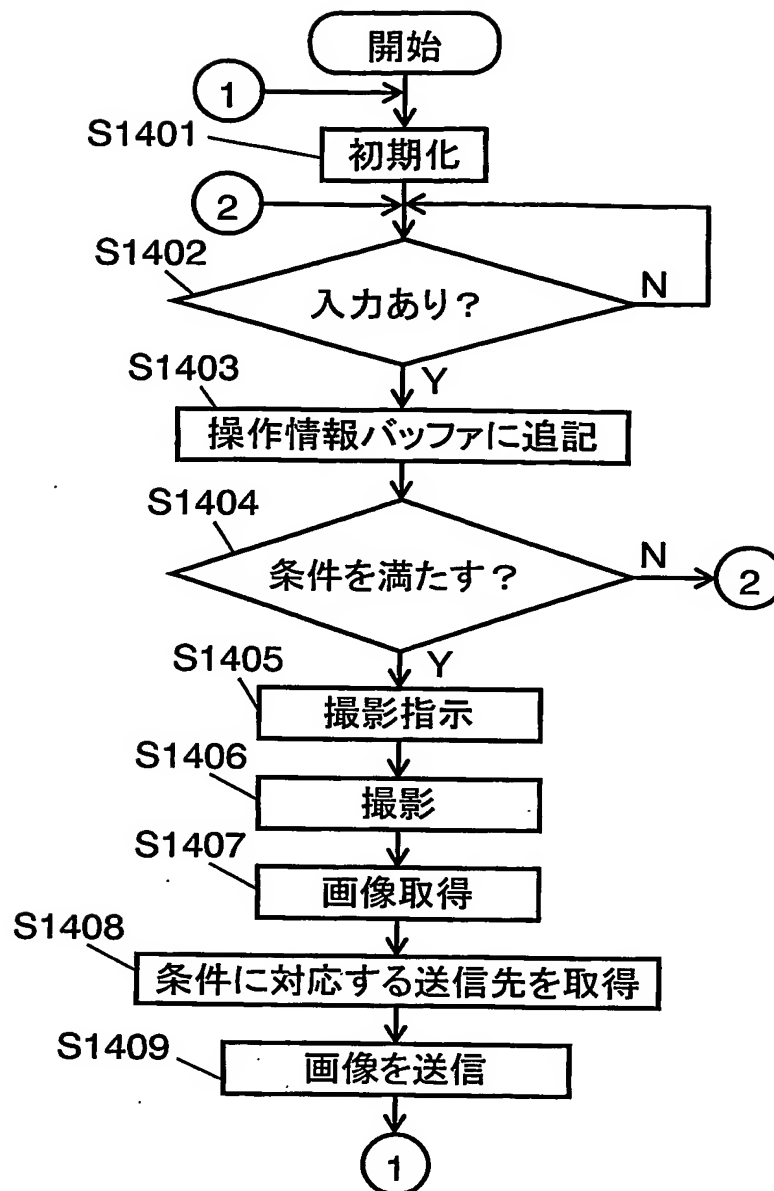 開始
1
S1401
初期化
2
S1402
入力あり?
N
S1403
Y
操作情報バッファに追記
S1404
条件を満たす?
N
2
S1405
Y
撮影指示
S1406
撮影
S1407
画像取得
S1408
条件に対応する送信先を取得
S1409
画像を送信
1